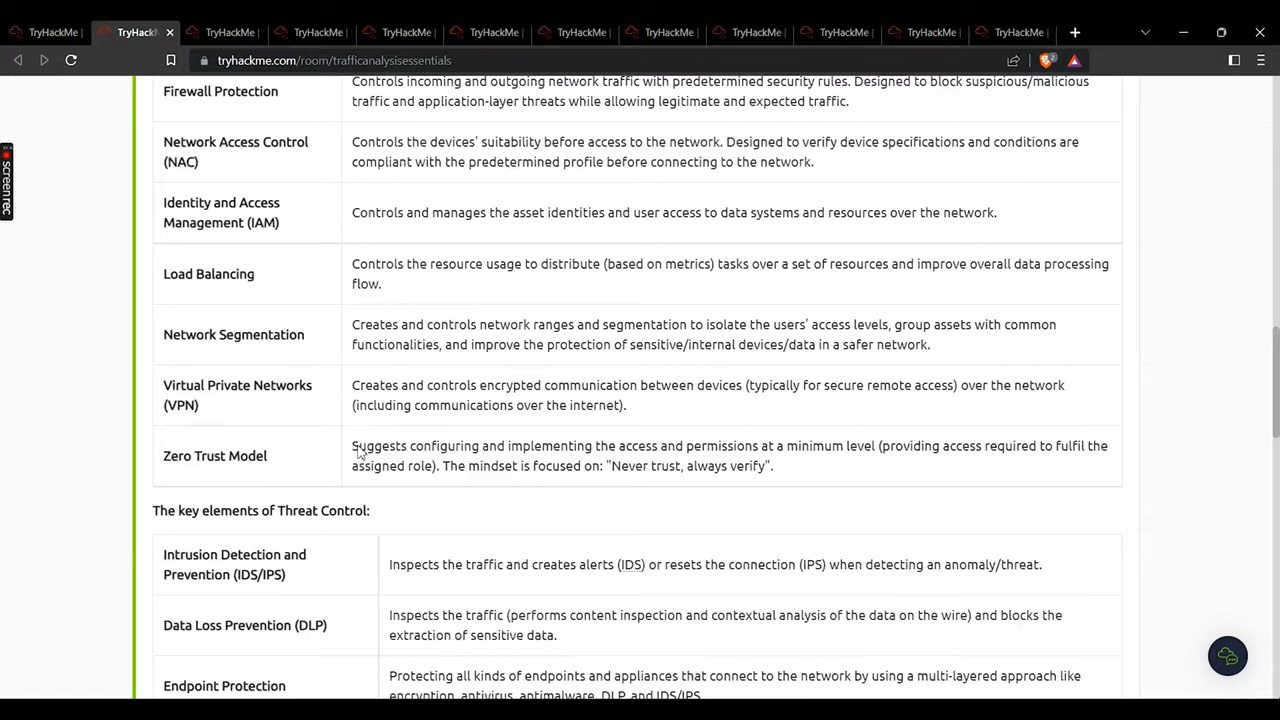 TryHackMe |
TryHackM
TryHackMe |
TryHackMe |
TryHackMe |
TryHackMe |
TryHackMe |
TryHackMe |
TryHackMe |
TryHackMe |
TryHackMe |
TryHackMe |
tryhackme.com/room/trafficanalysisessentials
screen rec
Firewall Protection
Controls incoming and outgoing network traffic with predetermined security rules. Designed to block suspicious/malicious
traffic and application-layer threats while allowing legitimate and expected traffic.
Network Access Control
(NAC)
Controls the devices' suitability before access to the network. Designed to verify device specifications and conditions are
compliant with the predetermined profile before connecting to the network.
Identity and Access
Management (IAM)
Controls and manages the asset identities and user access to data systems and resources over the network.
Load Balancing
Controls the resource usage to distribute (based on metrics) tasks over a set of resources and improve overall data processing
flow.
Network Segmentation
Creates and controls network ranges and segmentation to isolate the users' access levels, group assets with common
functionalities, and improve the protection of sensitive/internal devices/data in a safer network.
Virtual Private Networks
(VPN)
Creates and controls encrypted communication between devices (typically for secure remote access) over the network
(including communications over the internet).
Zero Trust Model
Suggests configuring and implementing the access and permissions at a minimum level (providing access required to fulfil the
assigned role). The mindset is focused on: "Never trust, always verify".
The key elements of Threat Control:
Intrusion Detection and
Prevention (IDS/IPS)
Inspects the traffic and creates alerts (IDS) or resets the connection (IPS) when detecting an anomaly/threat.
Data Loss Prevention (DLP)
Inspects the traffic (performs content inspection and contextual analysis of the data on the wire) and blocks the
extraction of sensitive data.
Endpoint Protection
Protecting all kinds of endpoints and appliances that connect to the network by using a multi-layered approach like
encryption, antivirus, antimalware, DLP, and IDS/IPS.